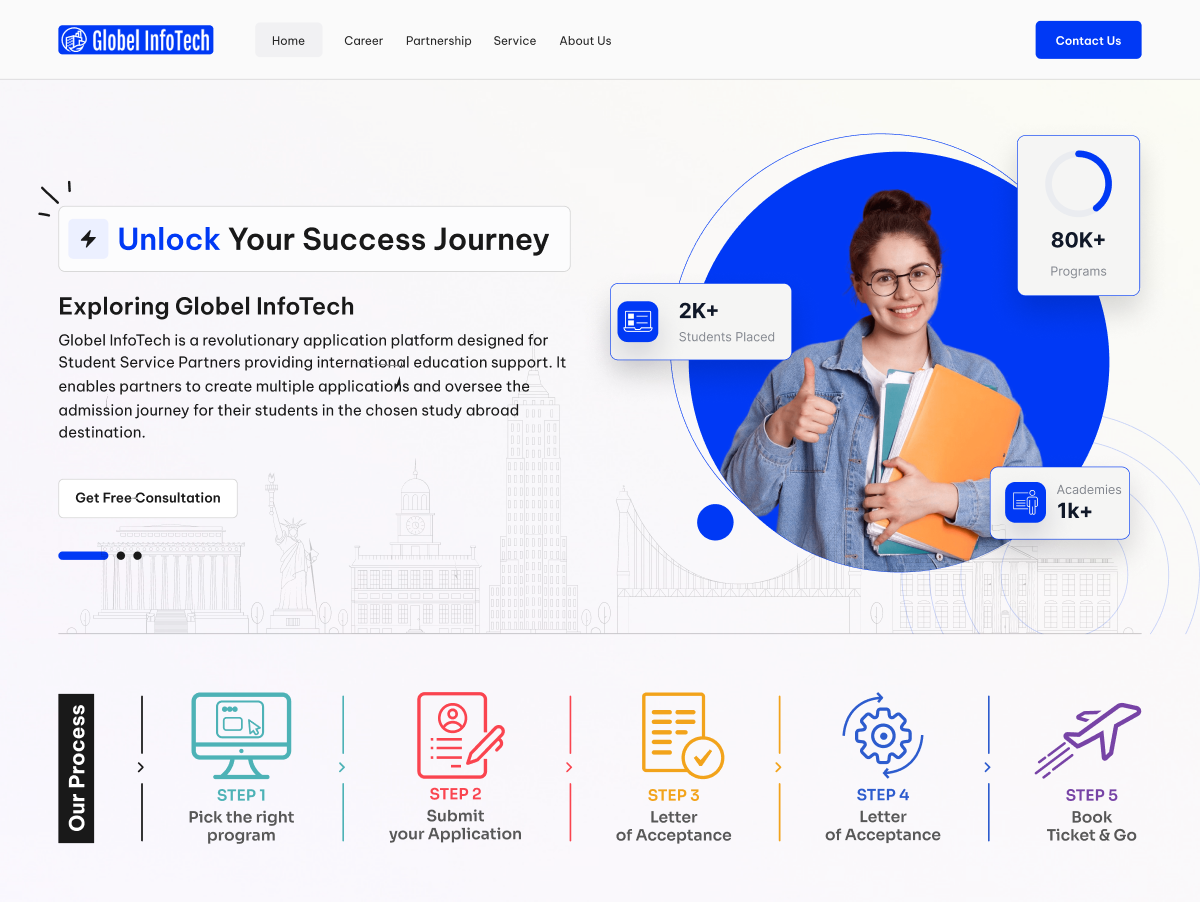 Globel InfoTech
Home
Career
Partnership
Service
About Us
Contact Us
Unlock Your Success Journey
Exploring Globel InfoTech
Globel InfoTech is a revolutionary application platform designed for
Student Service Partners providing international education support. It
enables partners to create multiple applications and oversee the
admission journey for their students in the chosen study abroad
destination.
Get Free Consultation
80K+
Programs
2K+
Students Placed
Academies
1k+
Our Process
STEP 1
Pick the right
program
STEP 2
Submit
your Application
STEP 3
Letter
of Acceptance
STEP 4
Letter
of Acceptance
STEP 5
Book
Ticket & Go